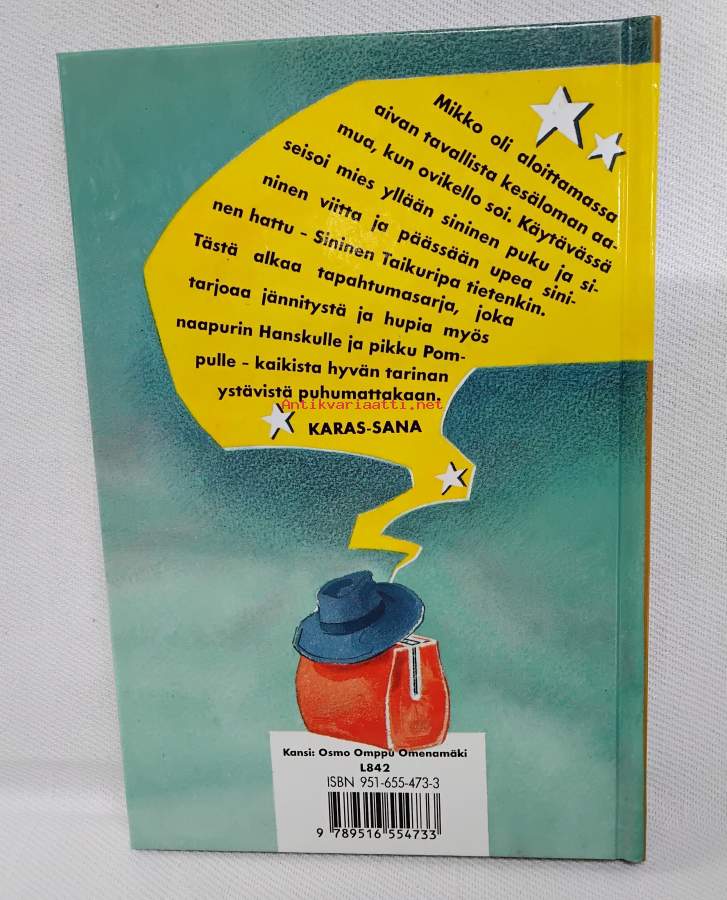 Mikko oli aloittamassa
aivan tavallista kesäloman aa-
mua, kun ovikello soi. Käytävässä
seisoi mies yllään sininen puku ja si-
ninen viitta ja päässään upea sini-
nen hattu – Sininen Taikuripa tietenkin.
Tästä alkaa tapahtumasarja, joka
tarjoaa jännitystä ja hupia myös
naapurin Hanskulle ja pikku Pom-
pulle – kaikista hyvän tarinan
ystävistä puhumattakaan.
Antikvariaatti.net
KARAS-SANA
Kansi: Osmo Omppu Omenamäki
L842
ISBN 951-655-473-3
9 789516 554733